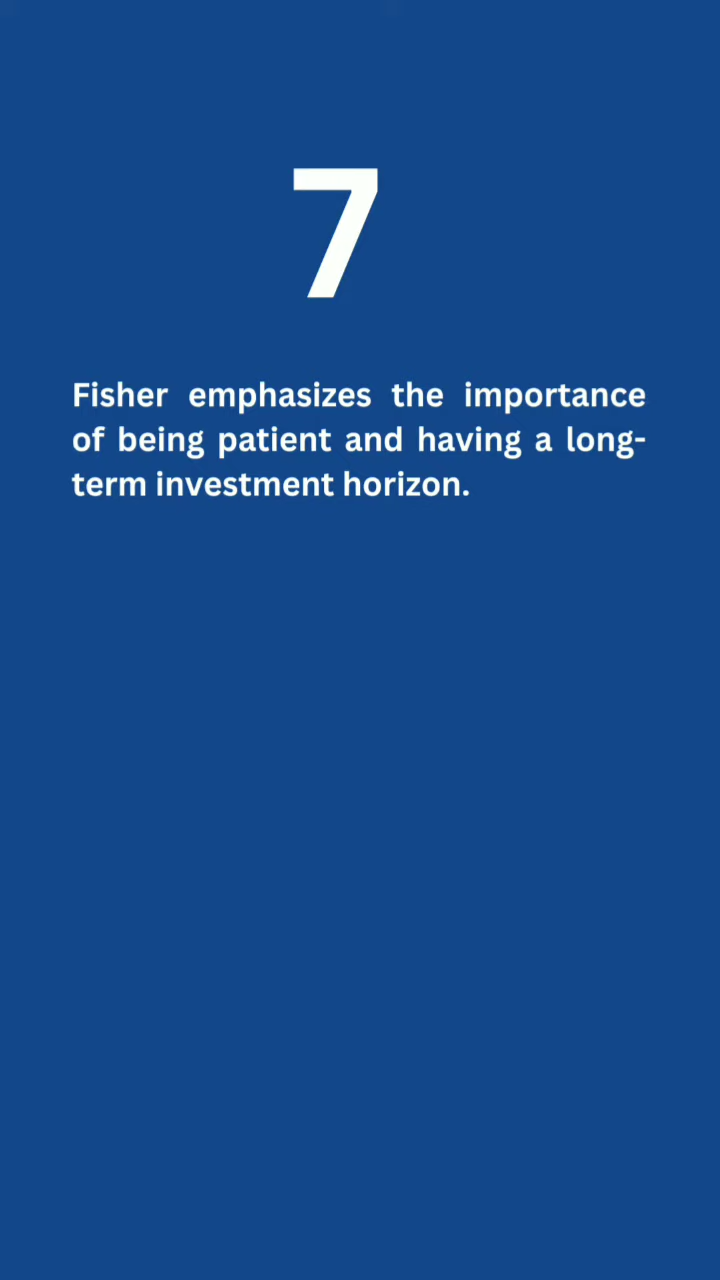 7
Fisher emphasizes the importance
of being patient and having a long-
term investment horizon.